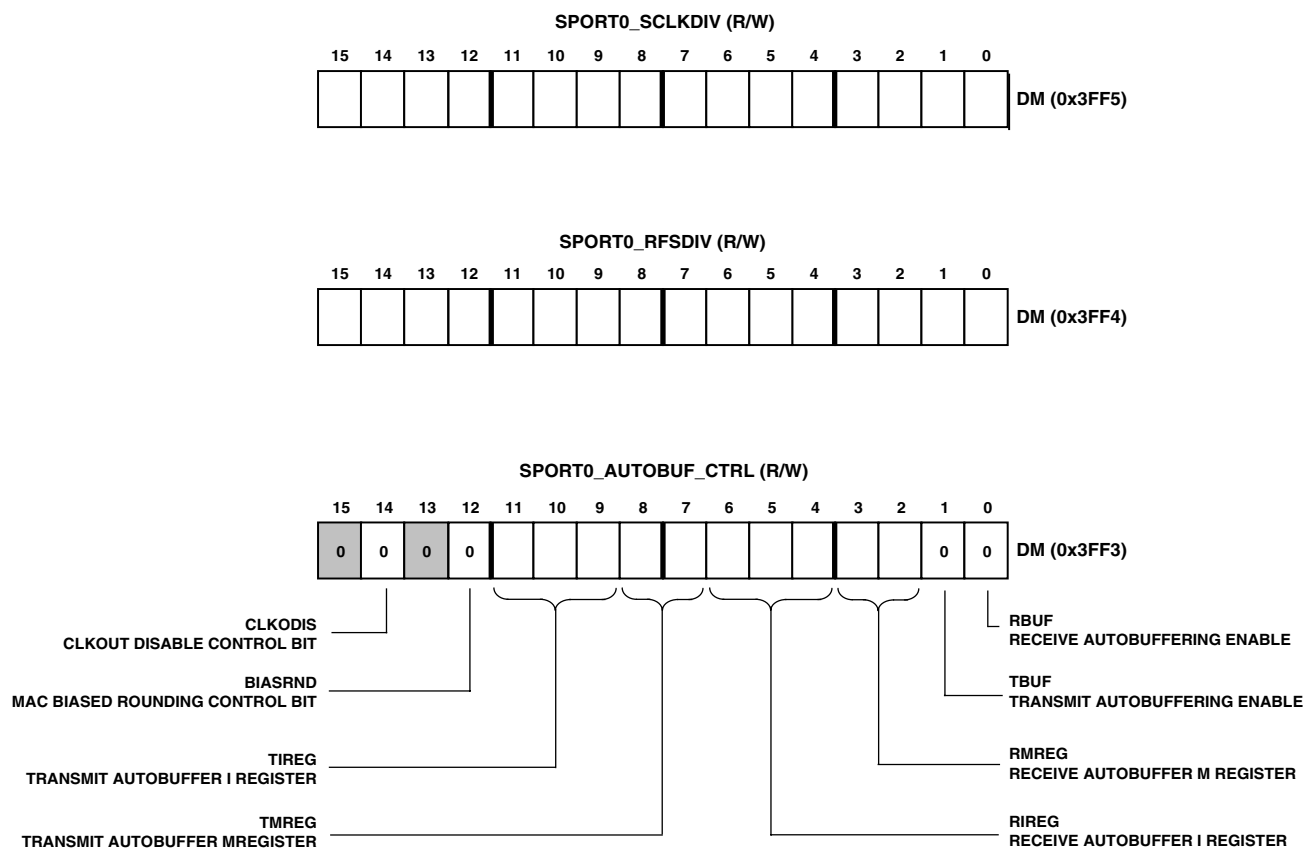 SPORT0_SCLKDIV (R/W)
15 14 13 12 11 10 9 8 7 6 5 4 3 2 1 0
DM (0x3FF5)
SPORT0_RFSDIV (R/W)
15 14 13 12 11 10 9 8 7 6 5 4 3 2 1 0
DM (0x3FF4)
SPORT0_AUTOBUF_CTRL (R/W)
15 14 13 12 11 10 9 8 7 6 5 4 3 2 1 0
0 0 0 0 0 0 DM (0x3FF3)
CLKODIS
CLKOUT DISABLE CONTROL BIT
RBUF
RECEIVE AUTOBUFFERING ENABLE
BIASRND
MAC BIASED ROUNDING CONTROL BIT
TBUF
TRANSMIT AUTOBUFFERING ENABLE
TIREG
TRANSMIT AUTOBUFFER I REGISTER
RMREG
RECEIVE AUTOBUFFER M REGISTER
TMREG
TRANSMIT AUTOBUFFER MREGISTER
RIREG
RECEIVE AUTOBUFFER I REGISTER